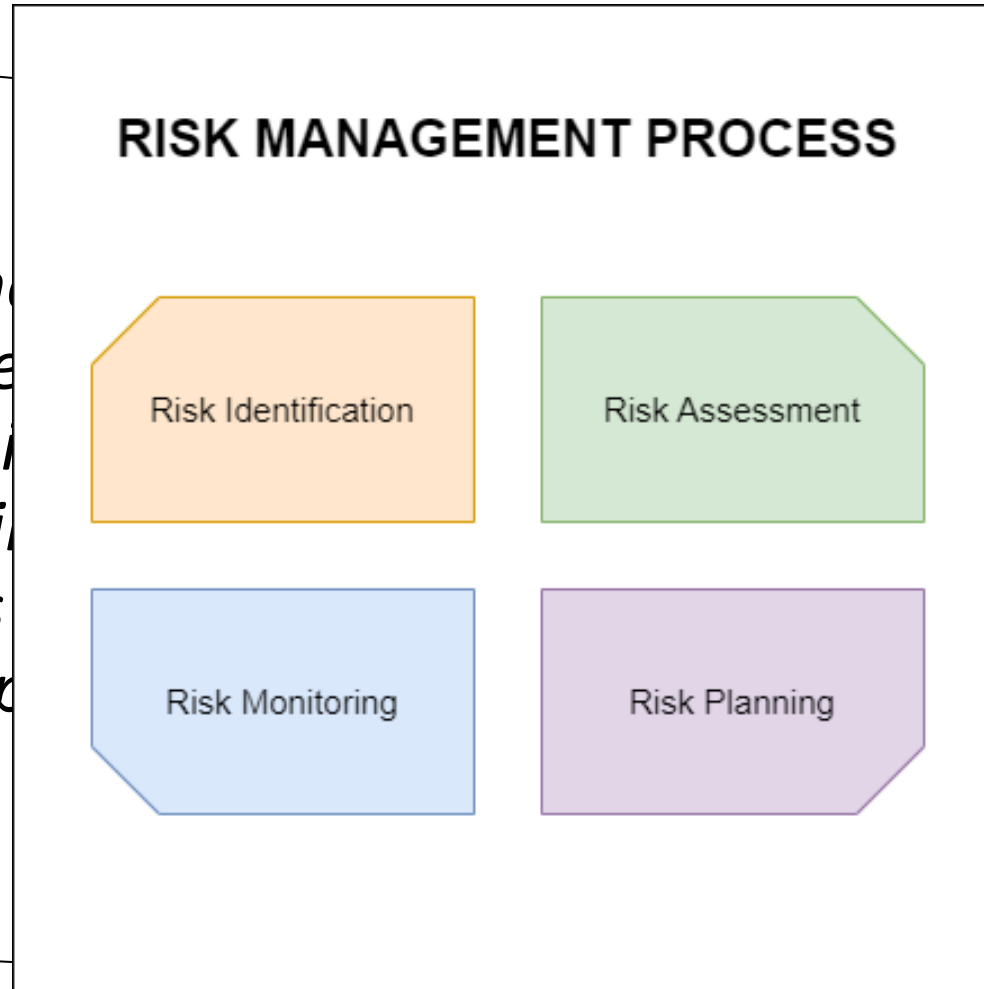 RISK MANAGEMENT PROCESS
Risk Identification
Risk Assessment
Risk Monitoring
Risk Planning